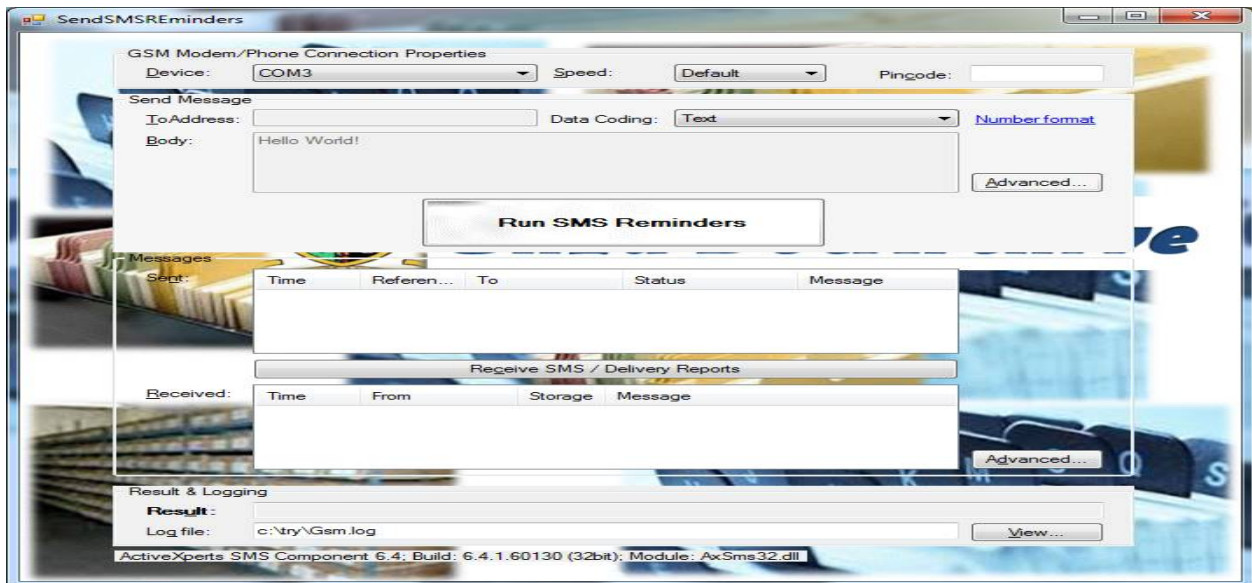 SendSMSREminders
GSM Modem/Phone Connection Properties
Device: COM3 Speed: Default Pincode:
Send Message
To Address: Data Coding: Text Number format
Body: Hello World!
Advanced...
Run SMS Reminders
Messages
Sent: Time Referen... To Status Message
Receive SMS / Delivery Reports
Received: Time From Storage Message
Advanced...
Result & Logging
Result:
Log file: c:\try\Gsm.log View...
ActiveXperts SMS Component 6.4; Build: 6.4.1.60130 (32bit); Module: AxSms32.dll